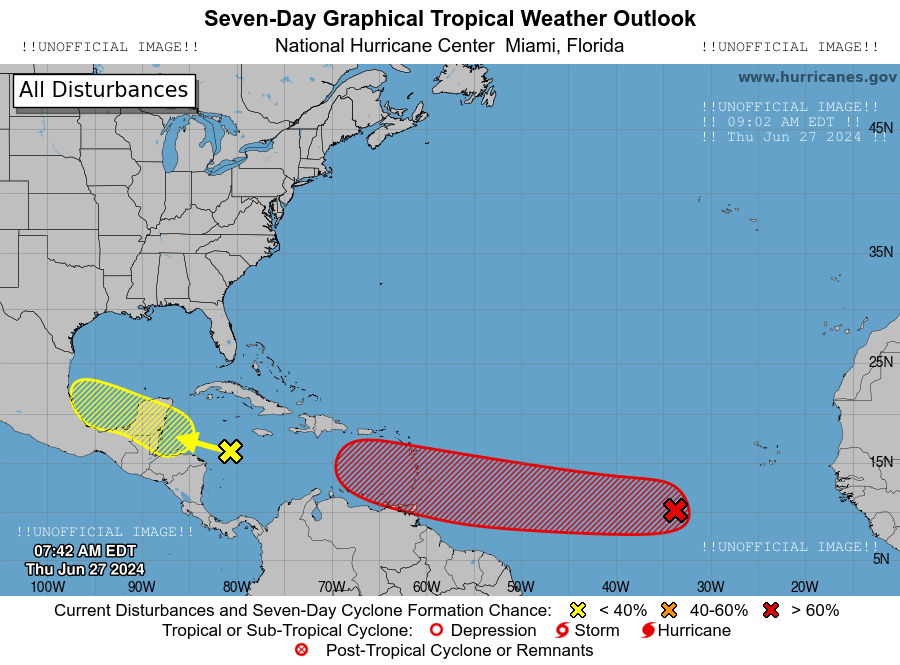 Seven-Day Graphical Tropical Weather Outlook
!!UNOFFICIAL IMAGE!! National Hurricane Center Miami, Florida !!UNOFFICIAL IMAGE!!
All Disturbances
www.hurricanes.gov
!!UNOFFICIAL IMAGE!!
!! 09:02 AM EDT !!
!! Thu Jun 27 2024 !!
45N
35N
25N
15N
!!UNOFFICIAL IMAGE!!
07:42 AM EDT
Thu Jun 27 2024
!!UNOFFICIAL IMAGE!!
5N
100W 90W 80W 70W 60W 50W 40W 30W 20W
Current Disturbances and Seven-Day Cyclone Formation Chance: < 40% 40-60% > 60%
Tropical or Sub-Tropical Cyclone: Depression Storm Hurricane
Post-Tropical Cyclone or Remnants